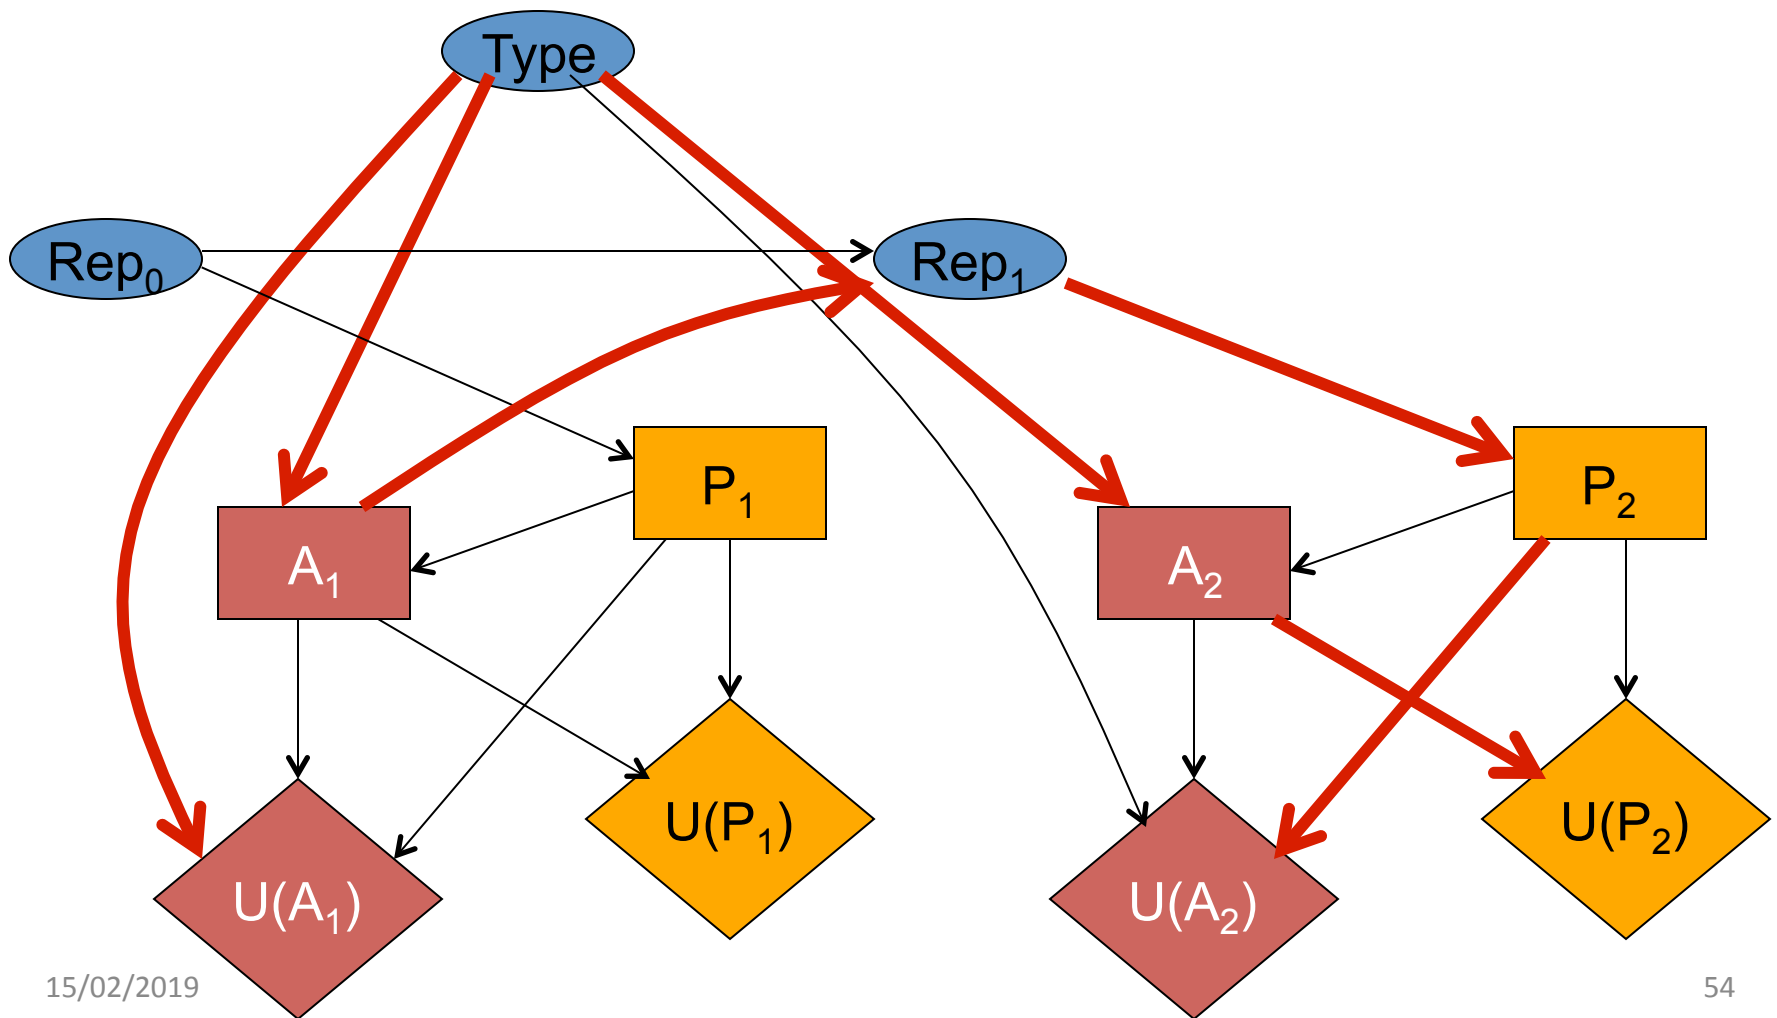 Type
Rep₀
Rep₁
P₁
P₂
A₁
A₂
U(P₁)
U(P₂)
U(A₁)
U(A₂)
15/02/2019
54